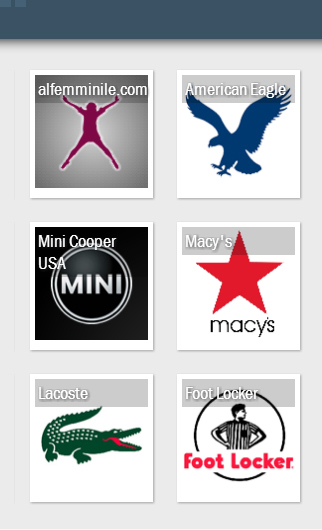 alfemminile.com
American Eagle
Mini Cooper
USA
MINI
Macy's
macy's
Lacoste
Foot Locker
Foot Locker